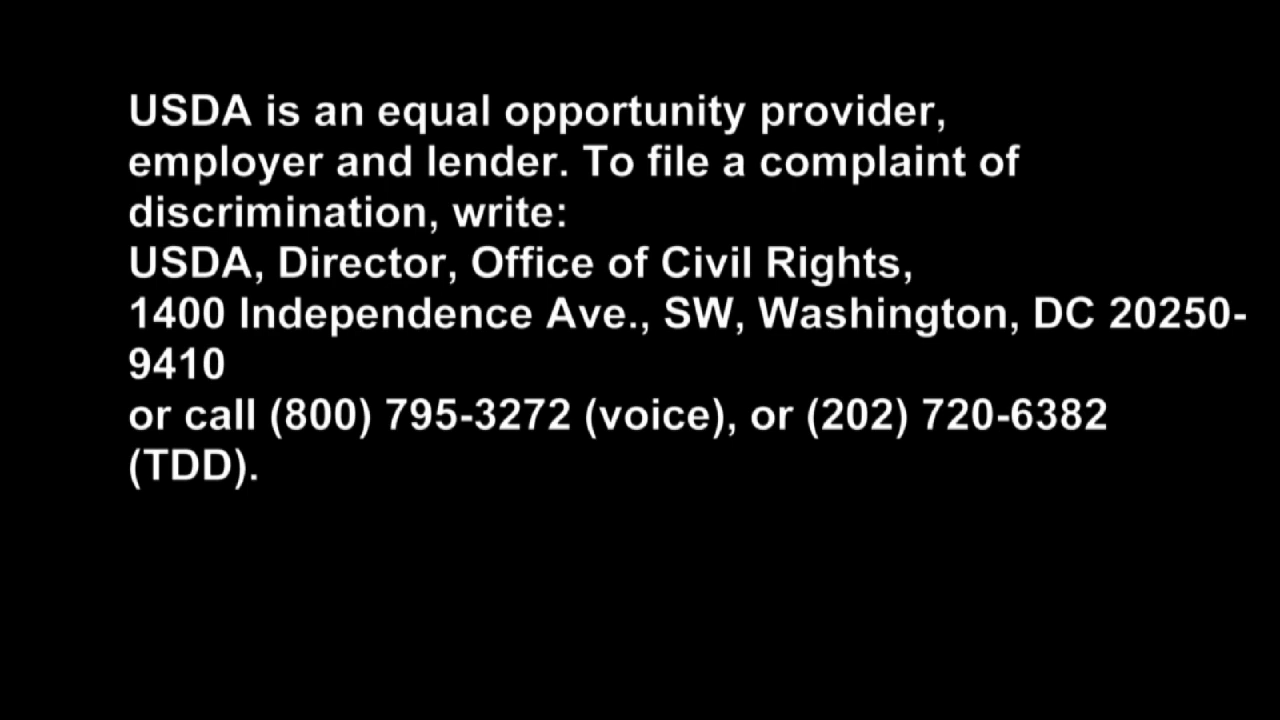 USDA is an equal opportunity provider,
employer and lender. To file a complaint of
discrimination, write:
USDA, Director, Office of Civil Rights,
1400 Independence Ave., SW, Washington, DC 20250-
9410
or call (800) 795-3272 (voice), or (202) 720-6382
(TDD).